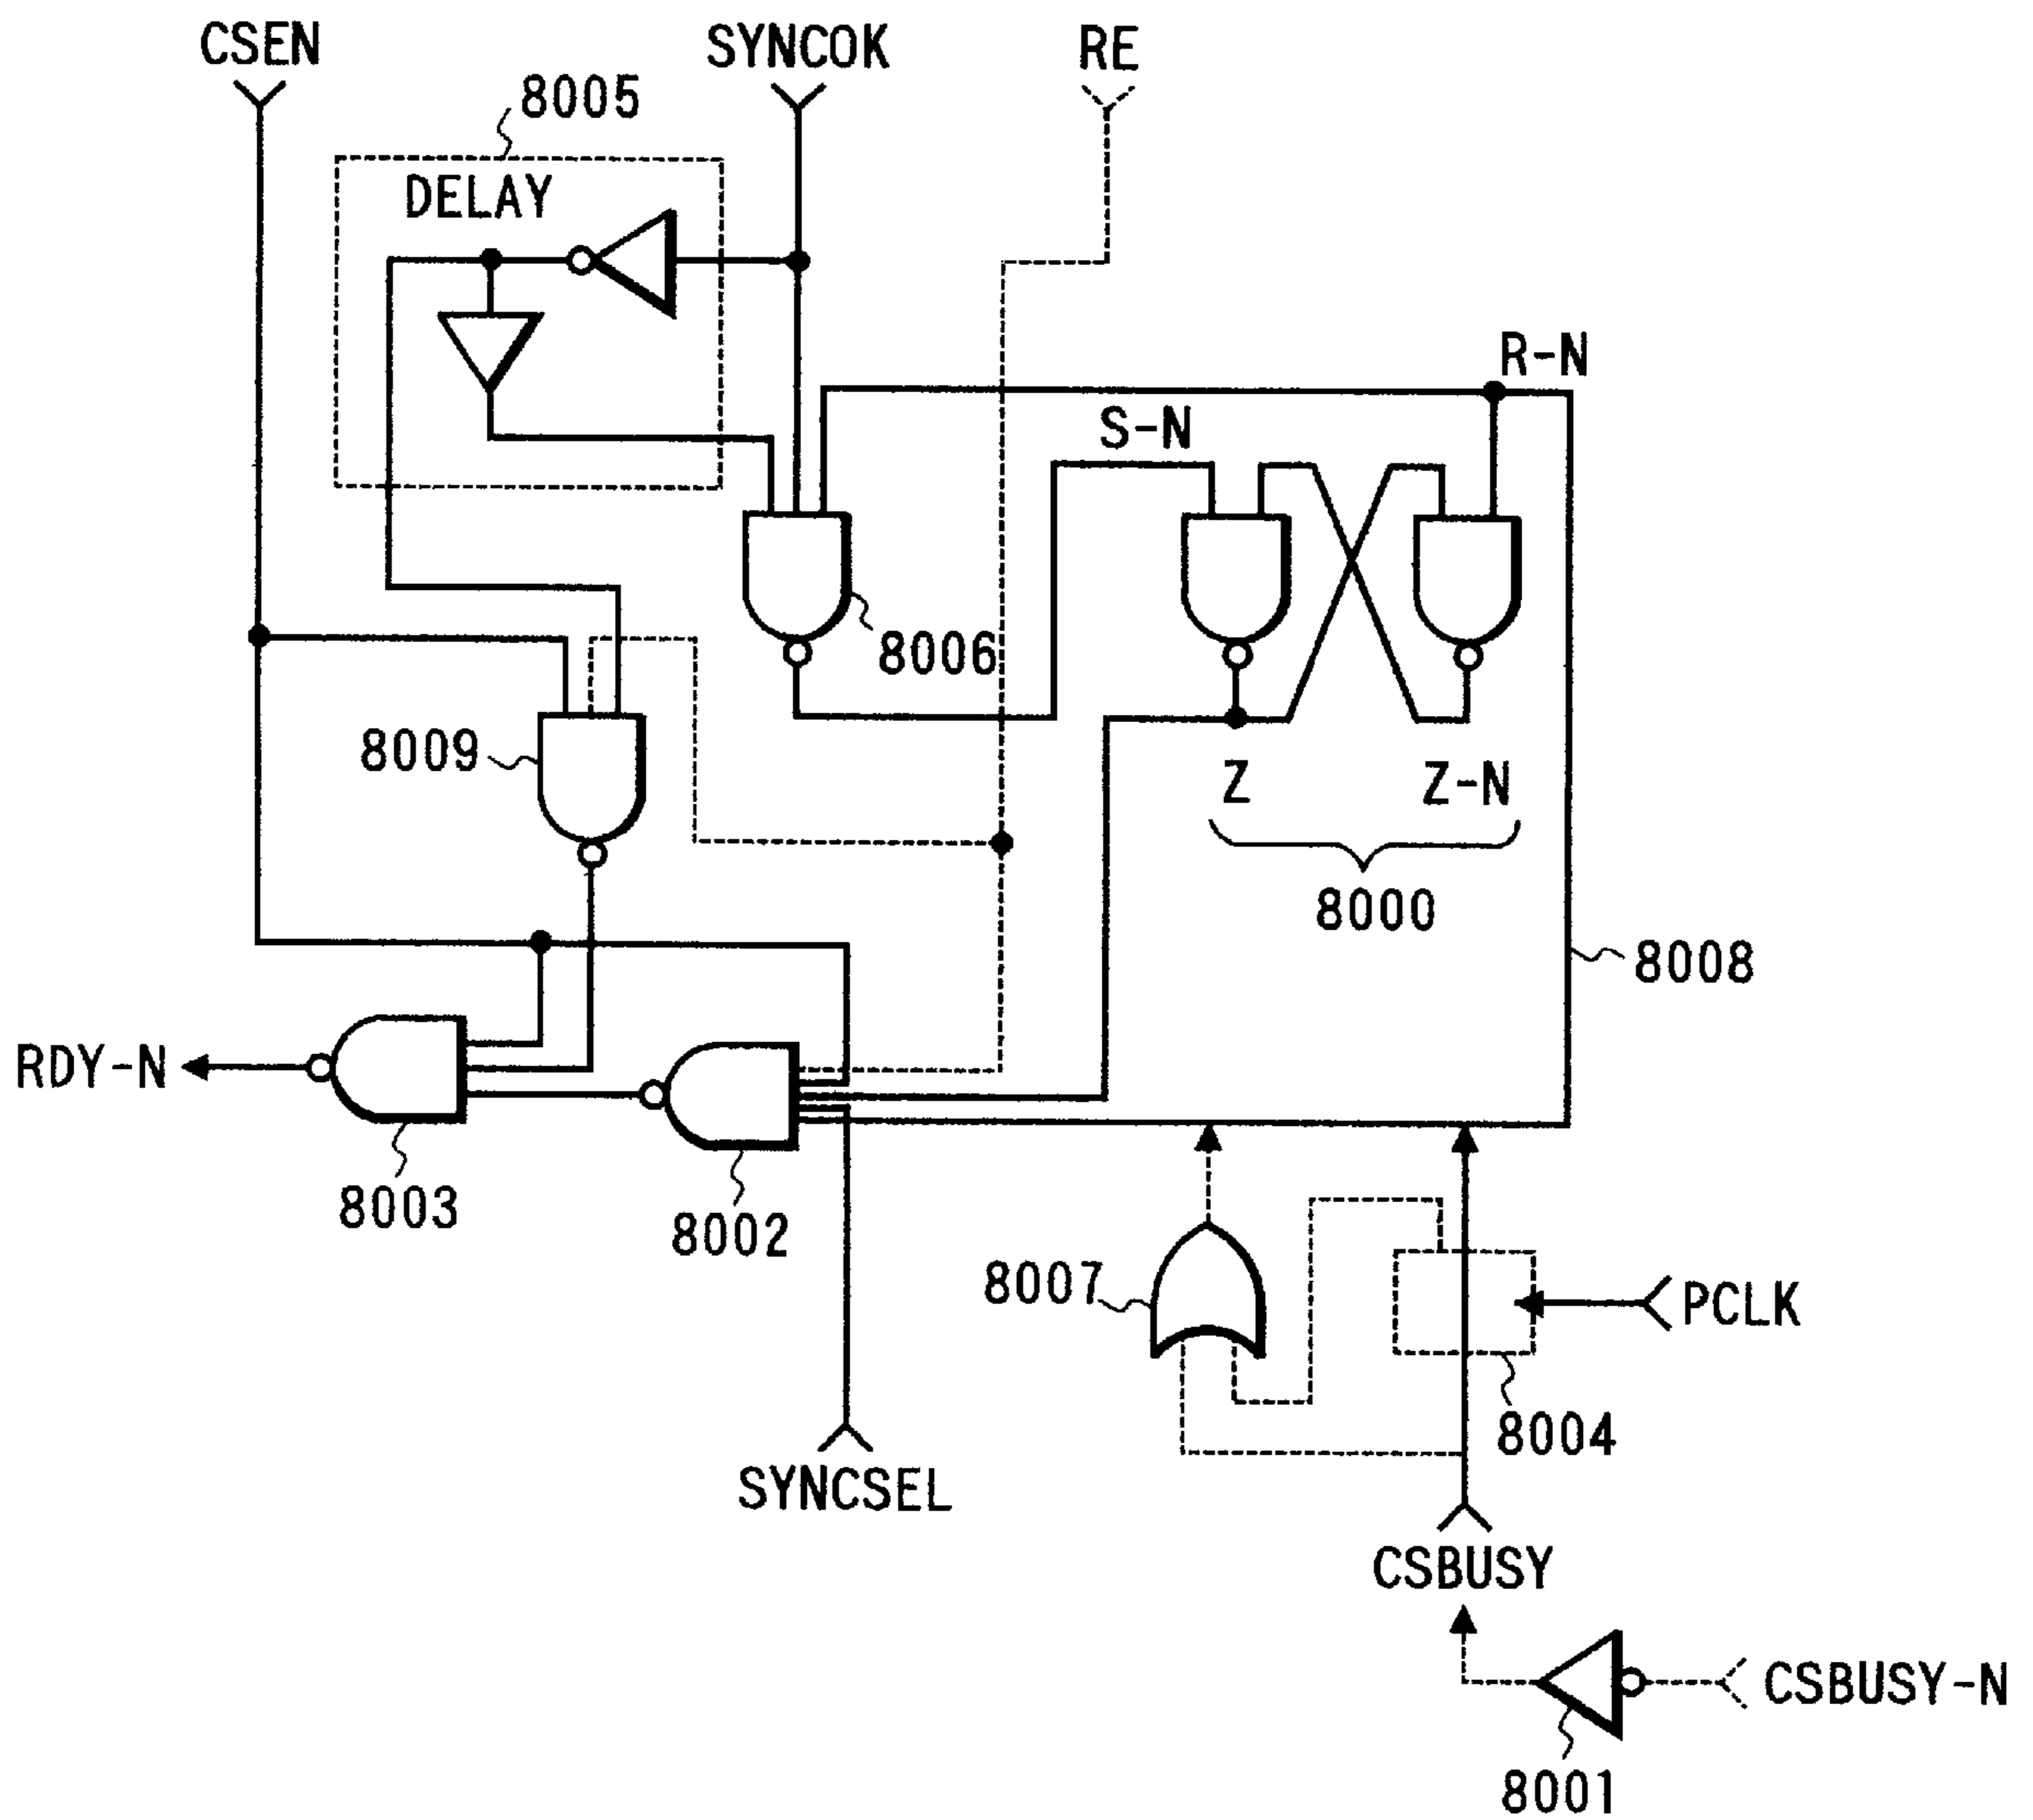 CSEN
SYNCOK
RE
8005
DELAY
R-N
S-N
8006
8009
Z
Z-N
8000
8008
RDY-N
8003
8002
8007
PCLK
8004
SYNCSEL
CSBUSY
CSBUSY-N
8001